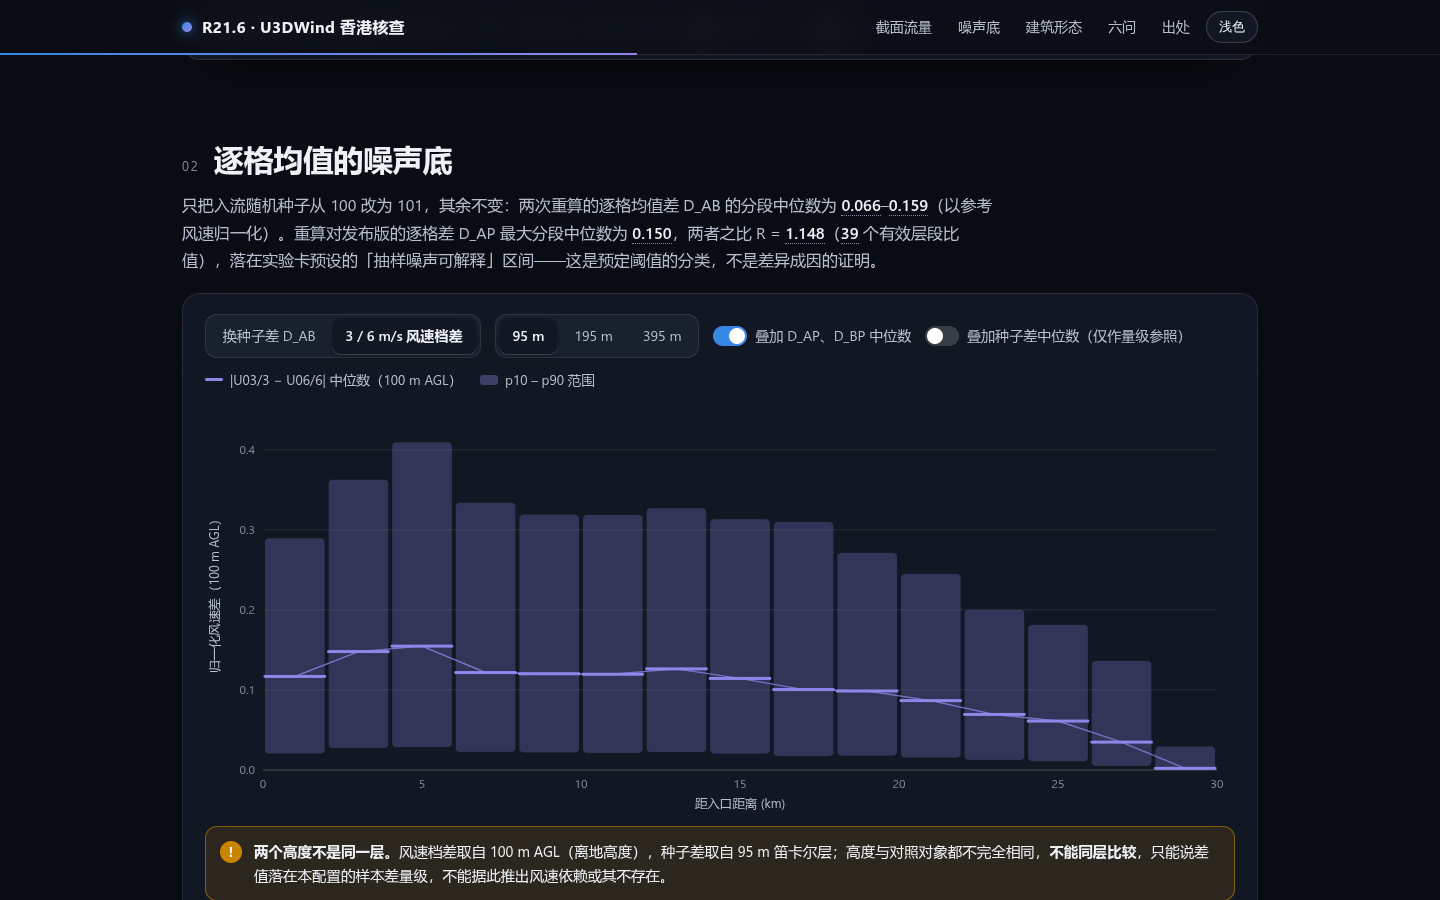 R21.6 · U3DWind 香港核查
截面流量 噪声底 建筑形态 六问 出处 浅色
02 逐格均值的噪声底
只把入流随机种子从 100 改为 101，其余不变：两次重算的逐格均值差 D_AB 的分段中位数为 0.066–0.159（以参考
风速归一化）。重算对发布版的逐格差 D_AP 最大分段中位数为 0.150，两者之比 R = 1.148（39 个有效层段比
值），落在实验卡预设的「抽样噪声可解释」区间——这是预定阈值的分类，不是差异成因的证明。
换种子差 D_AB 3 / 6 m/s 风速档差 95 m 195 m 395 m 叠加 D_AP、D_BP 中位数 叠加种子差中位数（仅作量级参照）
|U03/3 − U06/6| 中位数（100 m AGL） p10 – p90 范围
归一化风速差（100 m AGL）
0.4
0.3
0.2
0.1
0.0
0 5 10 15 20 25 30
距入口距离 (km)
! 两个高度不是同一层。风速档差取自 100 m AGL（离地高度），种子差取自 95 m 笛卡尔层；高度与对照对象都不完全相同，不能同层比较，只能说差
值落在本配置的样本差量级，不能据此推出风速依赖或其不存在。